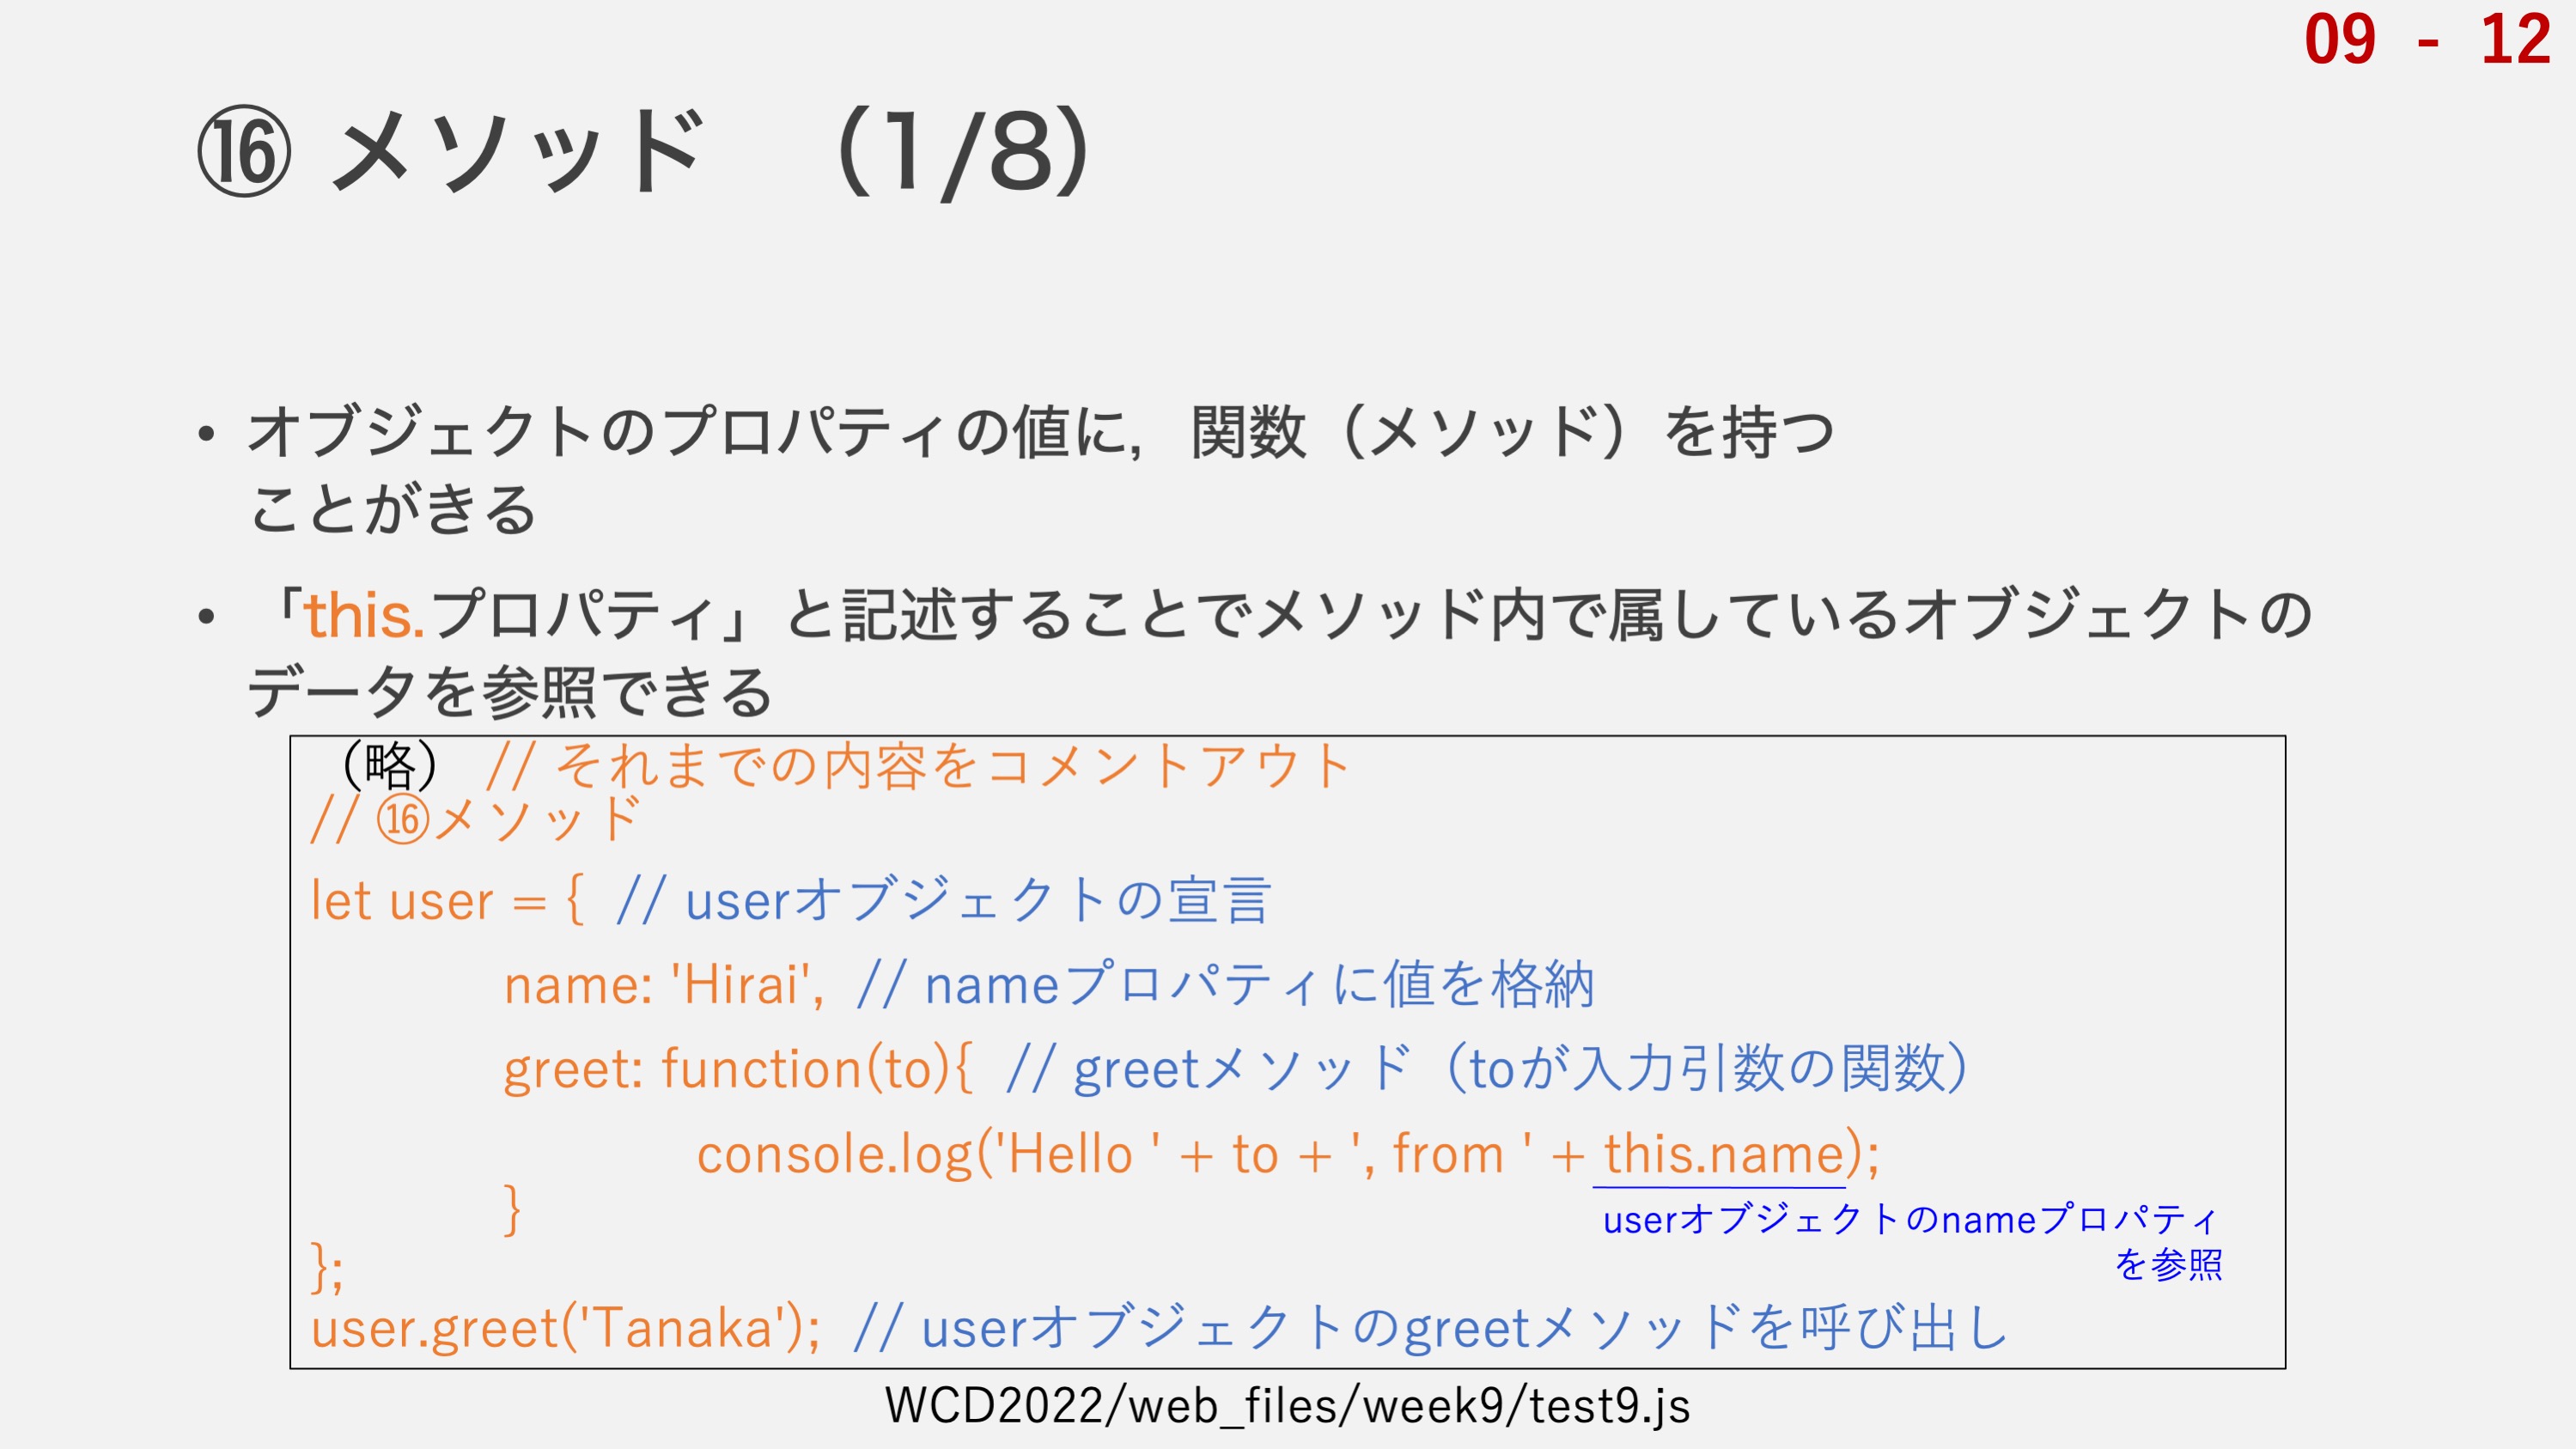 09 - 12
⑯ メソッド （1/8）
• オブジェクトのプロパティの値に，関数（メソッド）を持つ
ことがきる
• 「this.プロパティ」と記述することでメソッド内で属しているオブジェクトの
データを参照できる
（略） // それまでの内容をコメントアウト
// ⑯メソッド
let user = { // userオブジェクトの宣言
name: 'Hirai', // nameプロパティに値を格納
greet: function(to){ // greetメソッド（toが入力引数の関数）
console.log('Hello ' + to + ', from ' + this.name);
}
userオブジェクトのnameプロパティ
を参照
};
user.greet('Tanaka'); // userオブジェクトのgreetメソッドを呼び出し
WCD2022/web_files/week9/test9.js